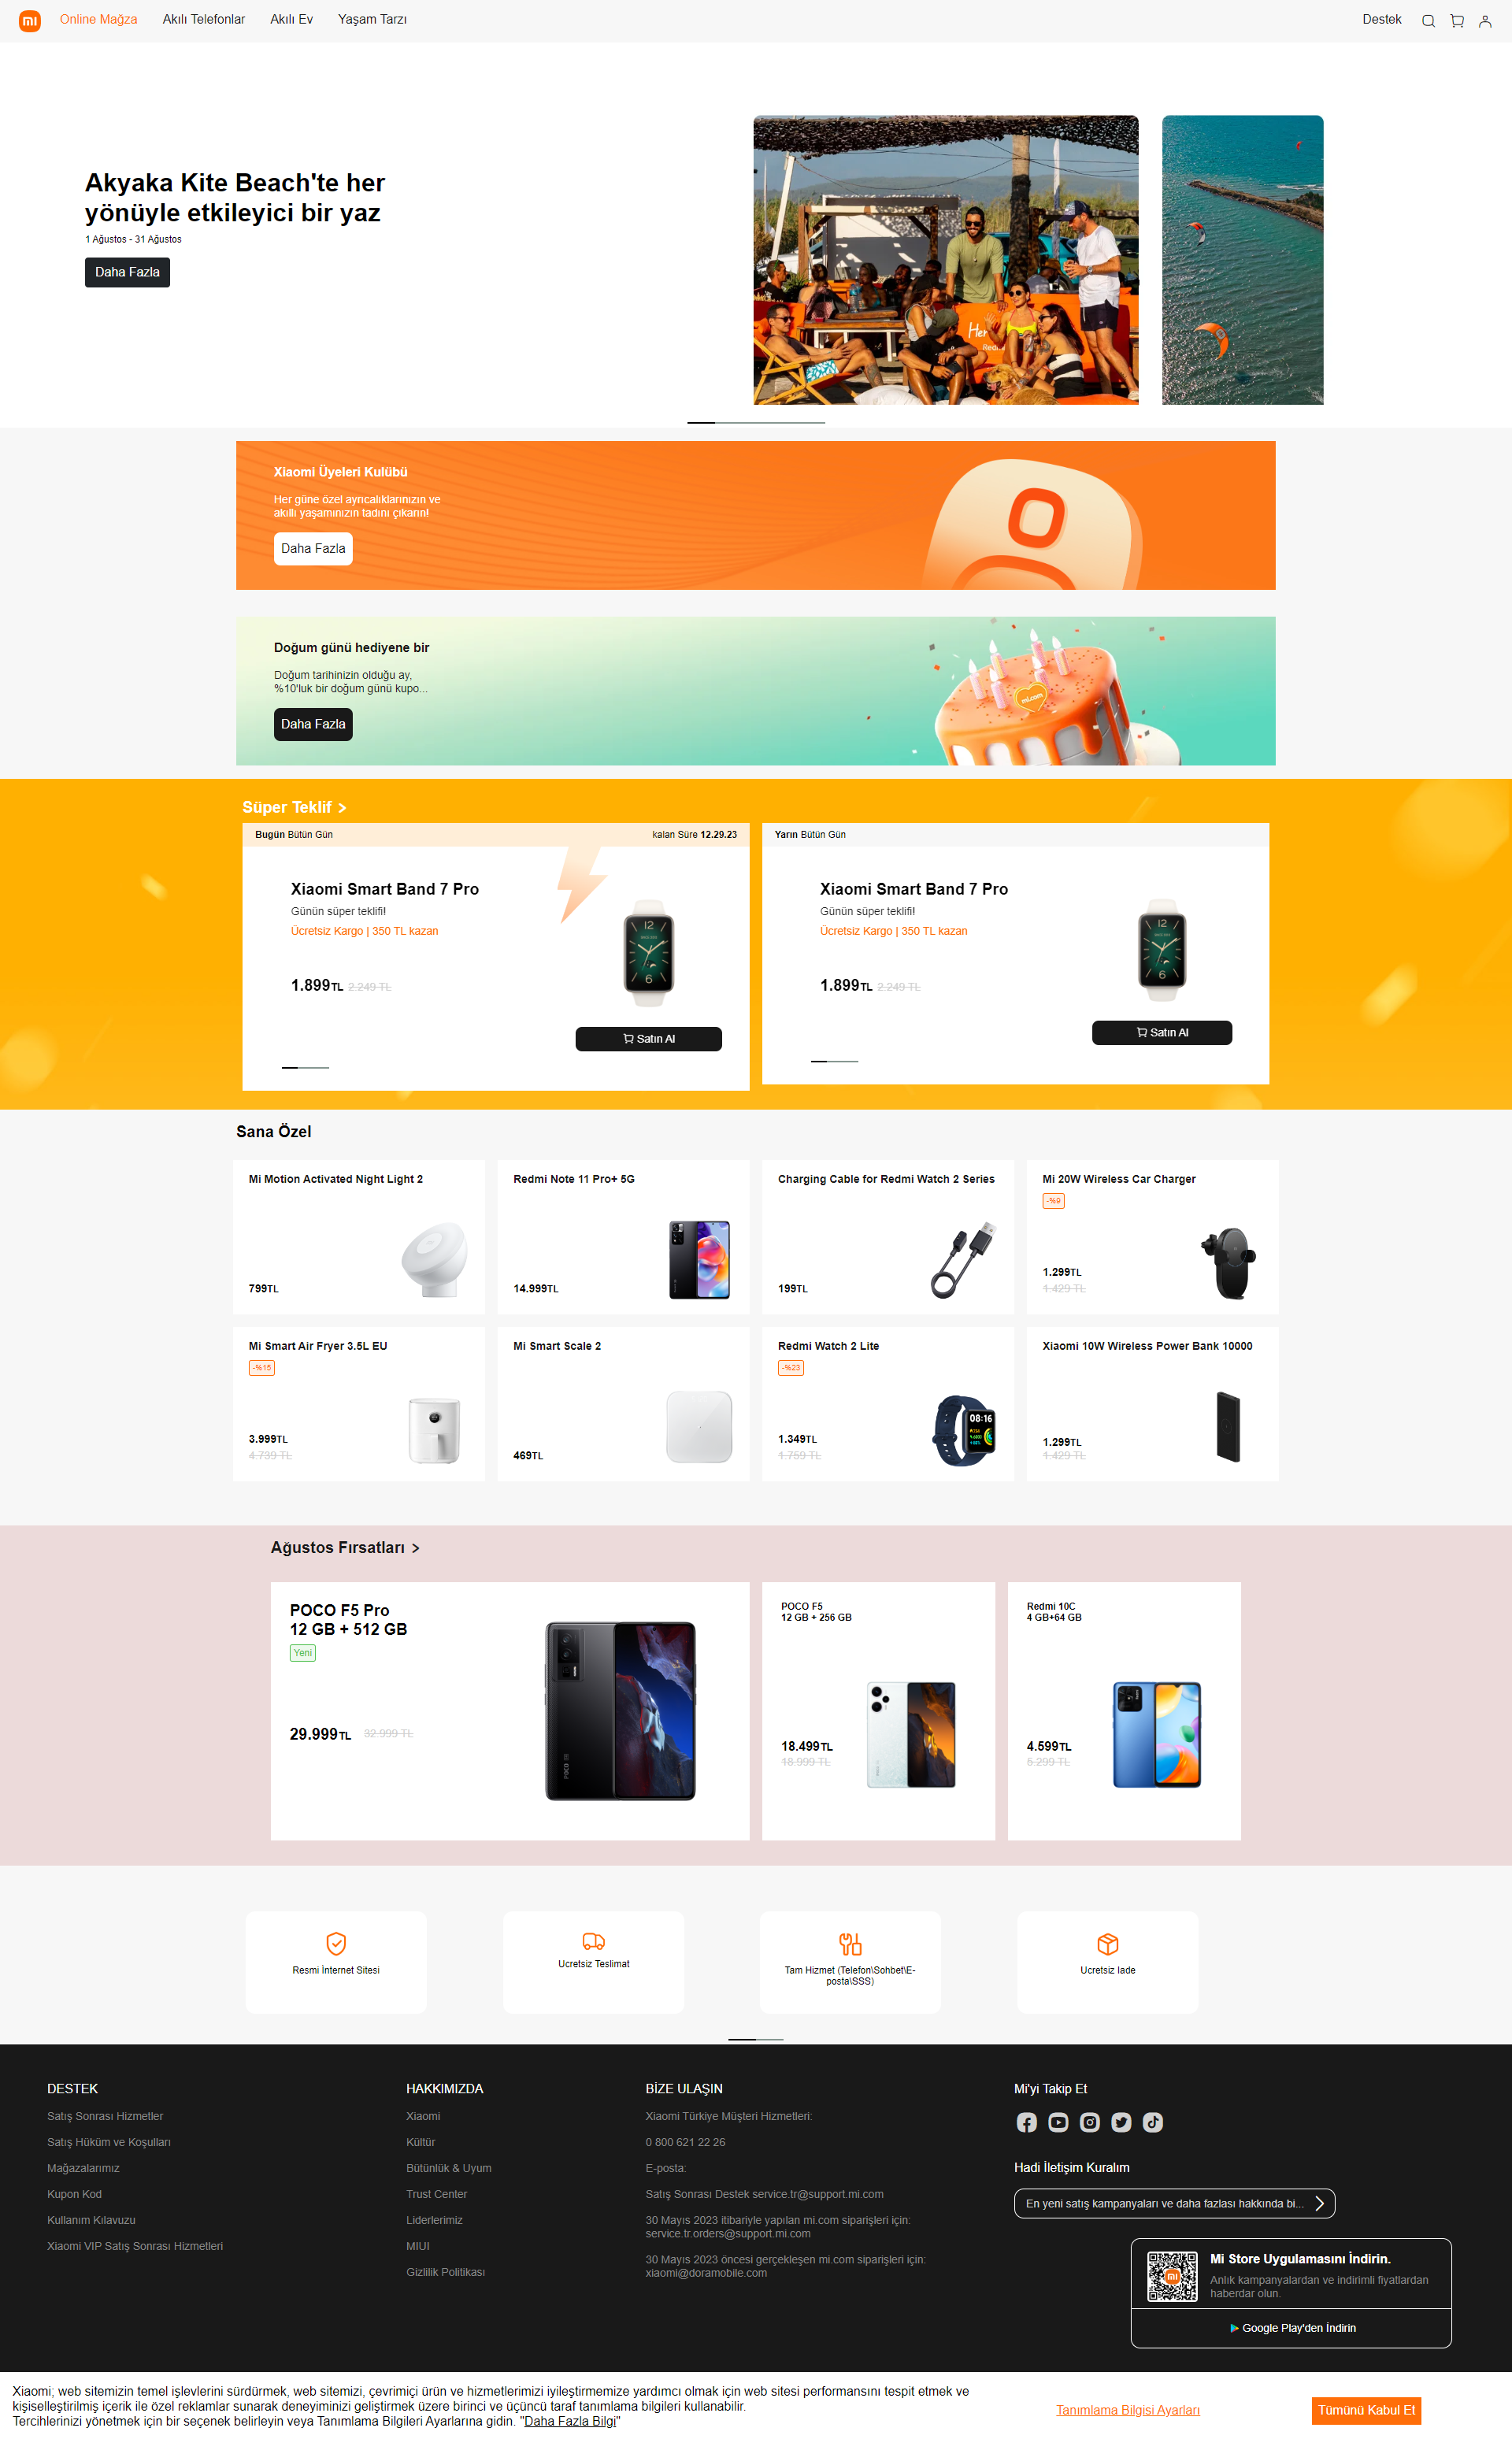 Online Mağza Akılı Telefonlar Akılı Ev Yaşam Tarzı Destek
Akyaka Kite Beach'te her
yönüyle etkileyici bir yaz
1 Ağustos - 31 Ağustos
Daha Fazla
Xiaomi Üyeleri Kulübü
Her güne özel ayrıcalıklarınızın ve
akıllı yaşamınızın tadını çıkarın!
Daha Fazla
Doğum günü hediyene bir
Doğum tarihinizin olduğu ay,
%10'luk bir doğum günü kupo...
Daha Fazla
mi.com
Süper Teklif >
Bugün Bütün Gün kalan Süre 12.29.23
Xiaomi Smart Band 7 Pro
Günün süper teklifi!
Ücretsiz Kargo | 350 TL kazan
1.899TL 2.249 TL
Satın Al
Yarın Bütün Gün
Xiaomi Smart Band 7 Pro
Günün süper teklifi!
Ücretsiz Kargo | 350 TL kazan
1.899TL 2.249 TL
Satın Al
Sana Özel
Mi Motion Activated Night Light 2
799TL
Redmi Note 11 Pro+ 5G
14.999TL
Charging Cable for Redmi Watch 2 Series
199TL
Mi 20W Wireless Car Charger
-%9
1.299TL
1.429 TL
Mi Smart Air Fryer 3.5L EU
-%15
3.999TL
4.739 TL
Mi Smart Scale 2
469TL
Redmi Watch 2 Lite
-%23
1.349TL
1.759 TL
08:16
Xiaomi 10W Wireless Power Bank 10000
1.299TL
1.429 TL
Ağustos Fırsatları >
POCO F5 Pro
12 GB + 512 GB
Yeni
29.999TL 32.999 TL
POCO F5
12 GB + 256 GB
18.499TL
18.999 TL
Redmi 10C
4 GB+64 GB
4.599TL
5.299 TL
Resmi İnternet Sitesi
Ucretsiz Teslimat
Tam Hizmet (Telefon\Sohbet\E-
posta\SSS)
Ucretsiz Iade
DESTEK
Satış Sonrası Hizmetler
Satış Hüküm ve Koşulları
Mağazalarımız
Kupon Kod
Kullanım Kılavuzu
Xiaomi VIP Satış Sonrası Hizmetleri
HAKKIMIZDA
Xiaomi
Kültür
Bütünlük & Uyum
Trust Center
Liderlerimiz
MIUI
Gizlilik Politikası
BİZE ULAŞIN
Xiaomi Türkiye Müşteri Hizmetleri:
0 800 621 22 26
E-posta:
Satış Sonrası Destek service.tr@support.mi.com
30 Mayıs 2023 itibariyle yapılan mi.com siparişleri için:
service.tr.orders@support.mi.com
30 Mayıs 2023 öncesi gerçekleşen mi.com siparişleri için:
xiaomi@doramobile.com
Mi'yi Takip Et
Hadi İletişim Kuralım
En yeni satış kampanyaları ve daha fazlası hakkında bi...
Mi Store Uygulamasını İndirin.
Anlık kampanyalardan ve indirimli fiyatlardan
haberdar olun.
Google Play'den İndirin
Xiaomi; web sitemizin temel işlevlerini sürdürmek, web sitemizi, çevrimiçi ürün ve hizmetlerimizi iyileştirmemize yardımcı olmak için web sitesi performansını tespit etmek ve
kişiselleştirilmiş içerik ile özel reklamlar sunarak deneyiminizi geliştirmek üzere birinci ve üçüncü taraf tanımlama bilgileri kullanabilir.
Tercihlerinizi yönetmek için bir seçenek belirleyin veya Tanımlama Bilgileri Ayarlarına gidin. "Daha Fazla Bilgi"
Tanımlama Bilgisi Ayarları
Tümünü Kabul Et